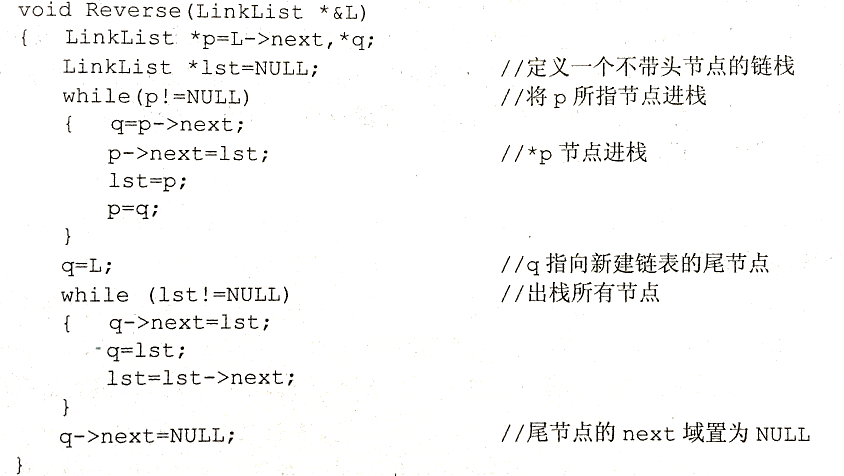 void Reverse(LinkList *&L)
{ LinkList *p=L->next,*q;
LinkList *lst=NULL; //定义一个不带头节点的链栈
while(p!=NULL) //将 p 所指节点进栈
{ q=p->next;
p->next=lst; //*p 节点进栈
lst=p;
p=q;
}
q=L; //q 指向新建链表的尾节点
while (lst!=NULL) //出栈所有节点
{ q->next=lst;
q=lst;
lst=lst->next;
}
q->next=NULL; //尾节点的 next 域置为 NULL
}